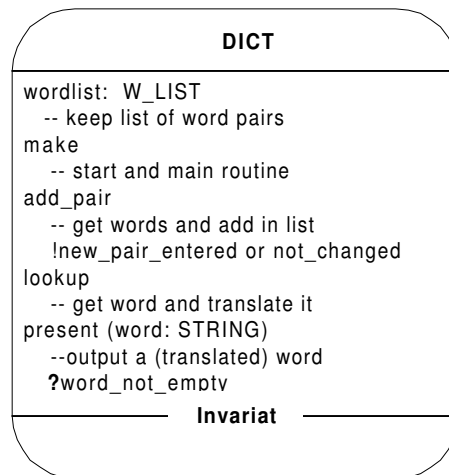 DICT
wordlist: W_LIST
-- keep list of word pairs
make
-- start and main routine
add_pair
-- get words and add in list
!new_pair_entered or not_changed
lookup
-- get word and translate it
present (word: STRING)
--output a (translated) word
?word_not_empty
Invariat